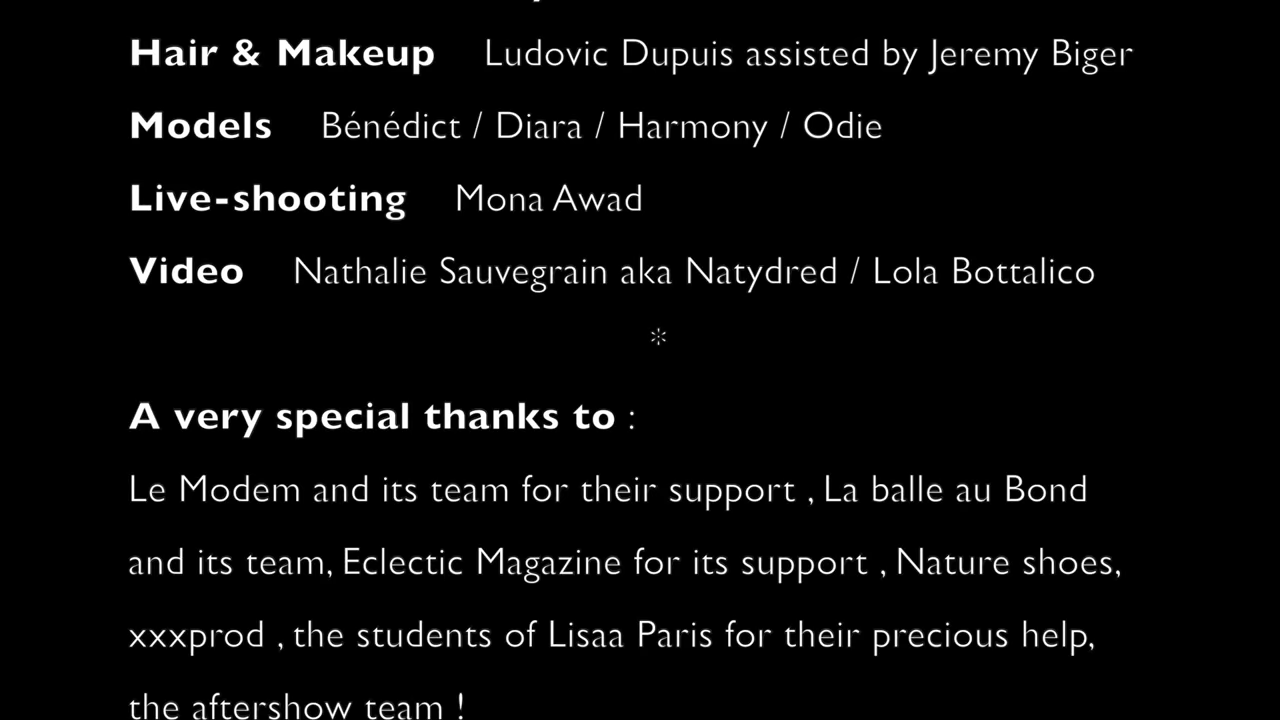 Hair & Makeup Ludovic Dupuis assisted by Jeremy Biger
Models Bénédict / Diara / Harmony / Odie
Live-shooting Mona Awad
Video Nathalie Sauvegrain aka Natydred / Lola Bottalico
*
A very special thanks to :
Le Modem and its team for their support , La balle au Bond
and its team, Eclectic Magazine for its support , Nature shoes,
xxxprod , the students of Lisaa Paris for their precious help,
the aftershow team !